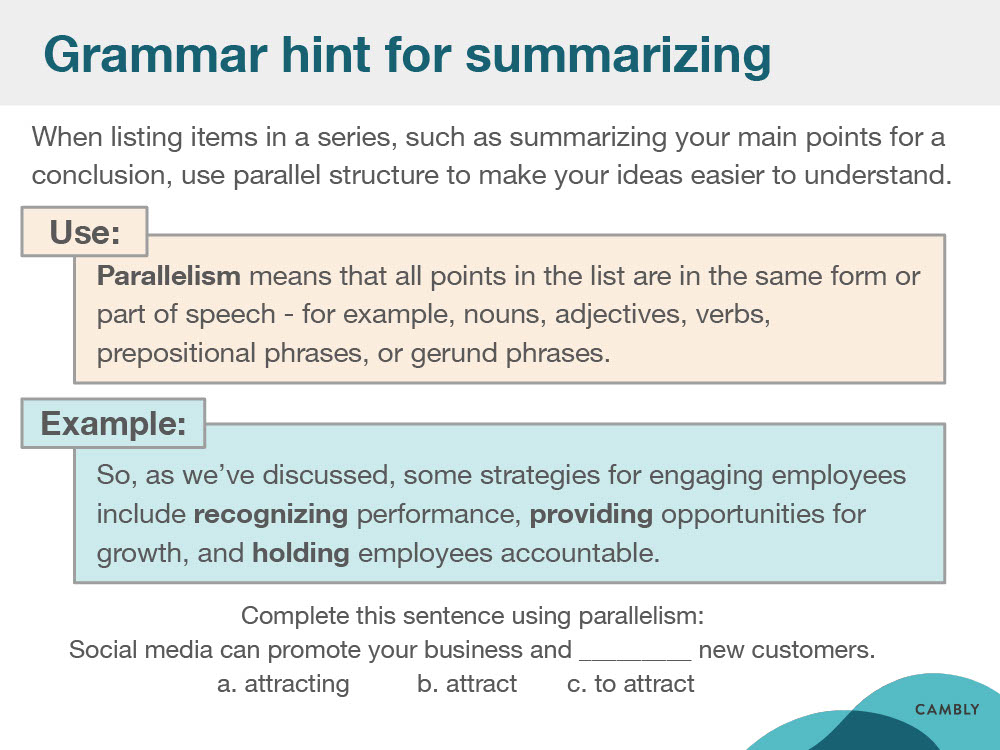 Grammar hint for summarizing
When listing items in a series, such as summarizing your main points for a
conclusion, use parallel structure to make your ideas easier to understand.
Use:
Parallelism means that all points in the list are in the same form or
part of speech - for example, nouns, adjectives, verbs,
prepositional phrases, or gerund phrases.
Example:
So, as we’ve discussed, some strategies for engaging employees
include recognizing performance, providing opportunities for
growth, and holding employees accountable.
Complete this sentence using parallelism:
Social media can promote your business and _________ new customers.
a. attracting b. attract c. to attract
CAMBLY